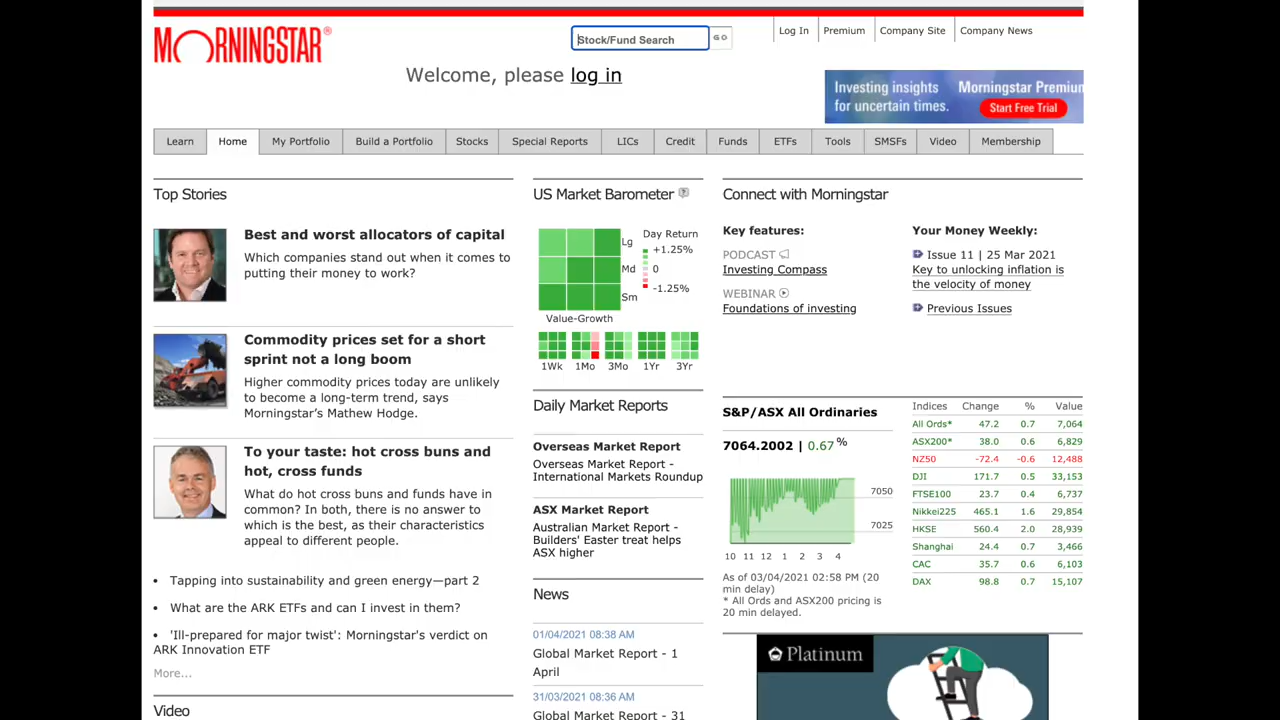 MORNINGSTAR®
Stock/Fund Search
GO
Log In
Premium
Company Site
Company News
Welcome, please log in
Investing insights
for uncertain times.
Morningstar Premiu
Start Free Trial
Learn
Home
My Portfolio
Build a Portfolio
Stocks
Special Reports
LICs
Credit
Funds
ETFs
Tools
SMSFs
Video
Membership
Top Stories
Best and worst allocators of capital
Which companies stand out when it comes to
putting their money to work?
Commodity prices set for a short
sprint not a long boom
Higher commodity prices today are unlikely
to become a long-term trend, says
Morningstar's Mathew Hodge.
To your taste: hot cross buns and
hot, cross funds
What do hot cross buns and funds have in
common? In both, there is no answer to
which is the best, as their characteristics
appeal to different people.
• Tapping into sustainability and green energy—part 2
• What are the ARK ETFs and can I invest in them?
• 'Ill-prepared for major twist': Morningstar's verdict on
ARK Innovation ETF
More...
Video
US Market Barometer ?
Lg
Md
Sm
Value-Growth
Day Return
+1.25%
0
-1.25%
1Wk
1Mo
3Mo
1Yr
3Yr
Daily Market Reports
Overseas Market Report
Overseas Market Report -
International Markets Roundup
ASX Market Report
Australian Market Report -
Builders' Easter treat helps
ASX higher
News
01/04/2021 08:38 AM
Global Market Report - 1
April
31/03/2021 08:36 AM
Global Market Report - 31
Connect with Morningstar
Key features:
PODCAST
Investing Compass
WEBINAR
Foundations of investing
Your Money Weekly:
Issue 11 | 25 Mar 2021
Key to unlocking inflation is
the velocity of money
Previous Issues
S&P/ASX All Ordinaries
7064.2002 | 0.67 %
7050
7025
10 11 12 1 2 3 4
As of 03/04/2021 02:58 PM (20
min delay)
* All Ords and ASX200 pricing is
20 min delayed.
Indices Change % Value
All Ords* 47.2 0.7 7,064
ASX200* 38.0 0.6 6,829
NZ50 -72.4 -0.6 12,488
DJI 171.7 0.5 33,153
FTSE100 23.7 0.4 6,737
Nikkei225 465.1 1.6 29,854
HKSE 560.4 2.0 28,939
Shanghai 24.4 0.7 3,466
CAC 35.7 0.6 6,103
DAX 98.8 0.7 15,107
Platinum